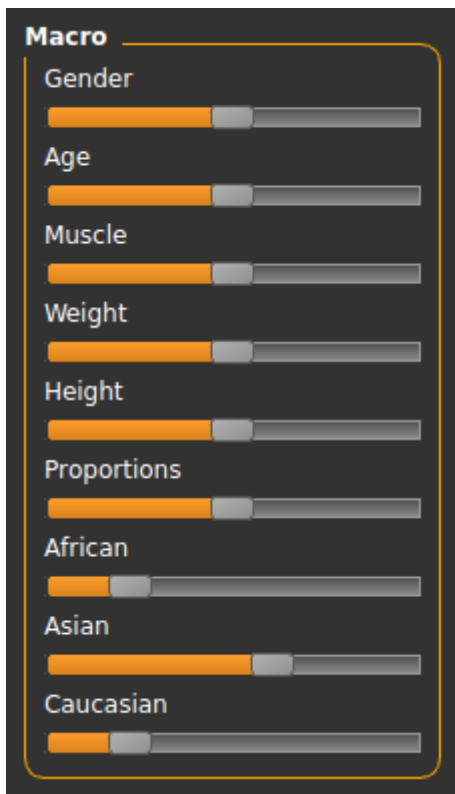 Macro
Gender
Age
Muscle
Weight
Height
Proportions
African
Asian
Caucasian